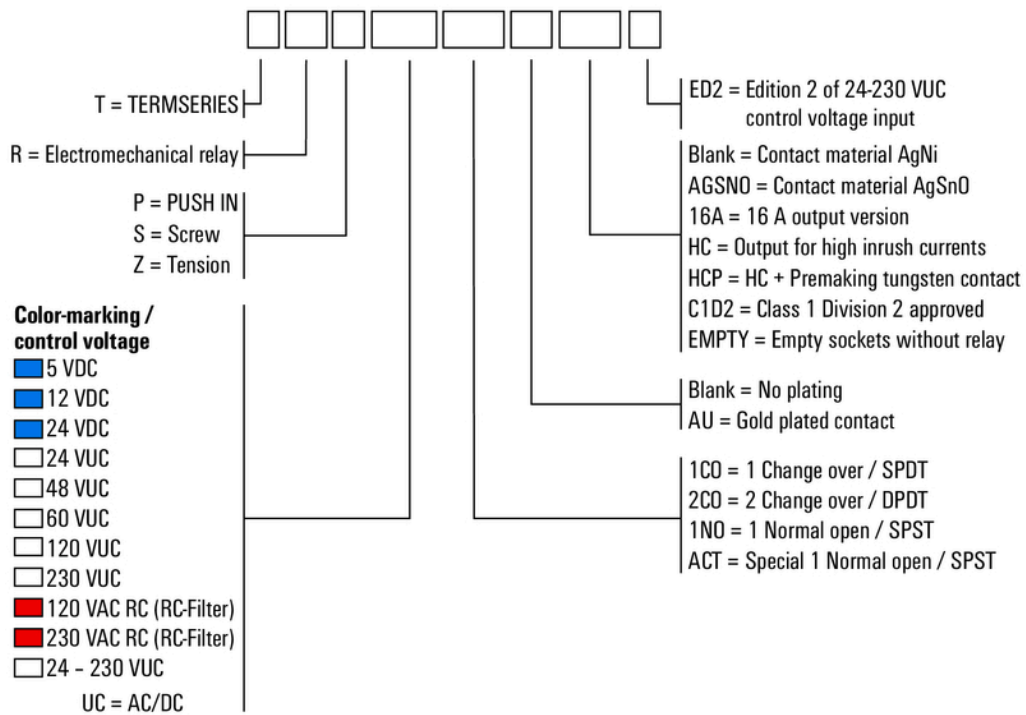 T = TERMSERIES
R = Electromechanical relay
P = PUSH IN
S = Screw
Z = Tension
Color-marking /
control voltage
5 VDC
12 VDC
24 VDC
24 VUC
48 VUC
60 VUC
120 VUC
230 VUC
120 VAC RC (RC-Filter)
230 VAC RC (RC-Filter)
24 – 230 VUC
UC = AC/DC
ED2 = Edition 2 of 24-230 VUC
control voltage input
Blank = Contact material AgNi
AGSNO = Contact material AgSnO
16A = 16 A output version
HC = Output for high inrush currents
HCP = HC + Premaking tungsten contact
C1D2 = Class 1 Division 2 approved
EMPTY = Empty sockets without relay
Blank = No plating
AU = Gold plated contact
1CO = 1 Change over / SPDT
2CO = 2 Change over / DPDT
1NO = 1 Normal open / SPST
ACT = Special 1 Normal open / SPST